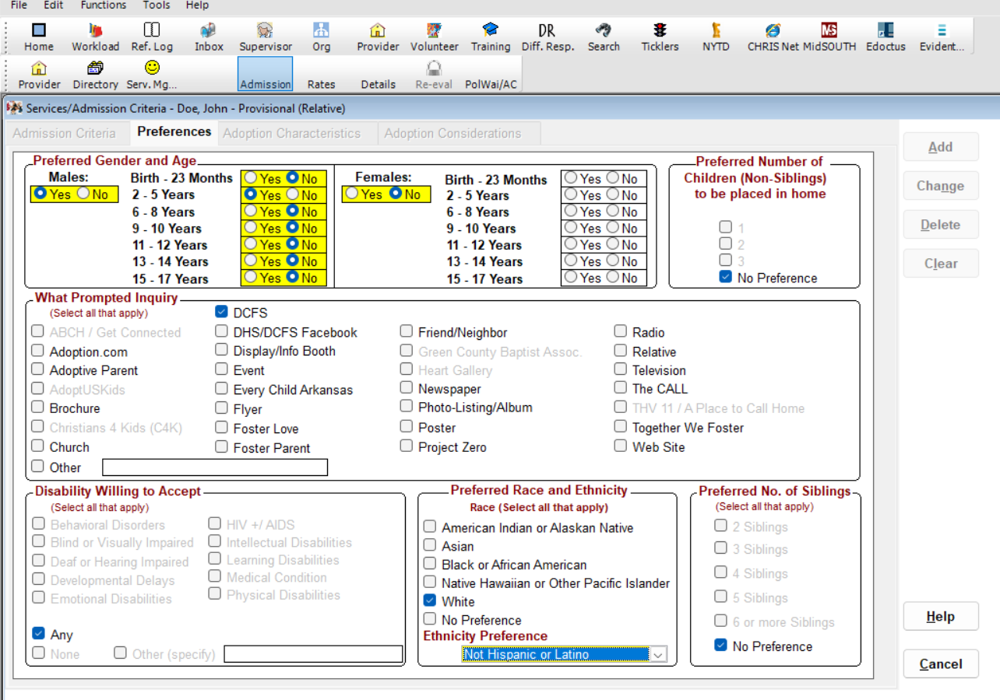 File Edit Functions Tools Help
Home Workload Ref. Log Inbox Supervisor Org Provider Volunteer Training DR Diff. Resp. Search Ticklers NYTD CHRIS Net MS MidSOUTH Edoctus Evident...
Provider Directory Serv. Mg... Admission Rates Details Re-eval PolWai/AC
Services/Admission Criteria - Doe, John - Provisional (Relative)
Admission Criteria Preferences Adoption Characteristics Adoption Considerations
Preferred Gender and Age
Males:
Yes No
Birth - 23 Months Yes No
2 - 5 Years Yes No
6 - 8 Years Yes No
9 - 10 Years Yes No
11 - 12 Years Yes No
13 - 14 Years Yes No
15 - 17 Years Yes No
Females:
Yes No
Birth - 23 Months Yes No
2 - 5 Years Yes No
6 - 8 Years Yes No
9 - 10 Years Yes No
11 - 12 Years Yes No
13 - 14 Years Yes No
15 - 17 Years Yes No
Preferred Number of
Children (Non-Siblings)
to be placed in home
1
2
3
No Preference
What Prompted Inquiry
(Select all that apply)
ABCH / Get Connected
Adoption.com
Adoptive Parent
AdoptUSKids
Brochure
Christians 4 Kids (C4K)
Church
Other
DCFS
DHS/DCFS Facebook
Display/Info Booth
Event
Every Child Arkansas
Flyer
Foster Love
Foster Parent
Friend/Neighbor
Green County Baptist Assoc.
Heart Gallery
Newspaper
Photo-Listing/Album
Poster
Project Zero
Radio
Relative
Television
The CALL
THV 11 / A Place to Call Home
Together We Foster
Web Site
Disability Willing to Accept
(Select all that apply)
Behavioral Disorders
Blind or Visually Impaired
Deaf or Hearing Impaired
Developmental Delays
Emotional Disabilities
HIV +/ AIDS
Intellectual Disabilities
Learning Disabilities
Medical Condition
Physical Disabilities
Any
None Other (specify)
Preferred Race and Ethnicity
Race (Select all that apply)
American Indian or Alaskan Native
Asian
Black or African American
Native Hawaiian or Other Pacific Islander
White
No Preference
Ethnicity Preference
Not Hispanic or Latino
Preferred No. of Siblings
(Select all that apply)
2 Siblings
3 Siblings
4 Siblings
5 Siblings
6 or more Siblings
No Preference
Add
Change
Delete
Clear
Help
Cancel